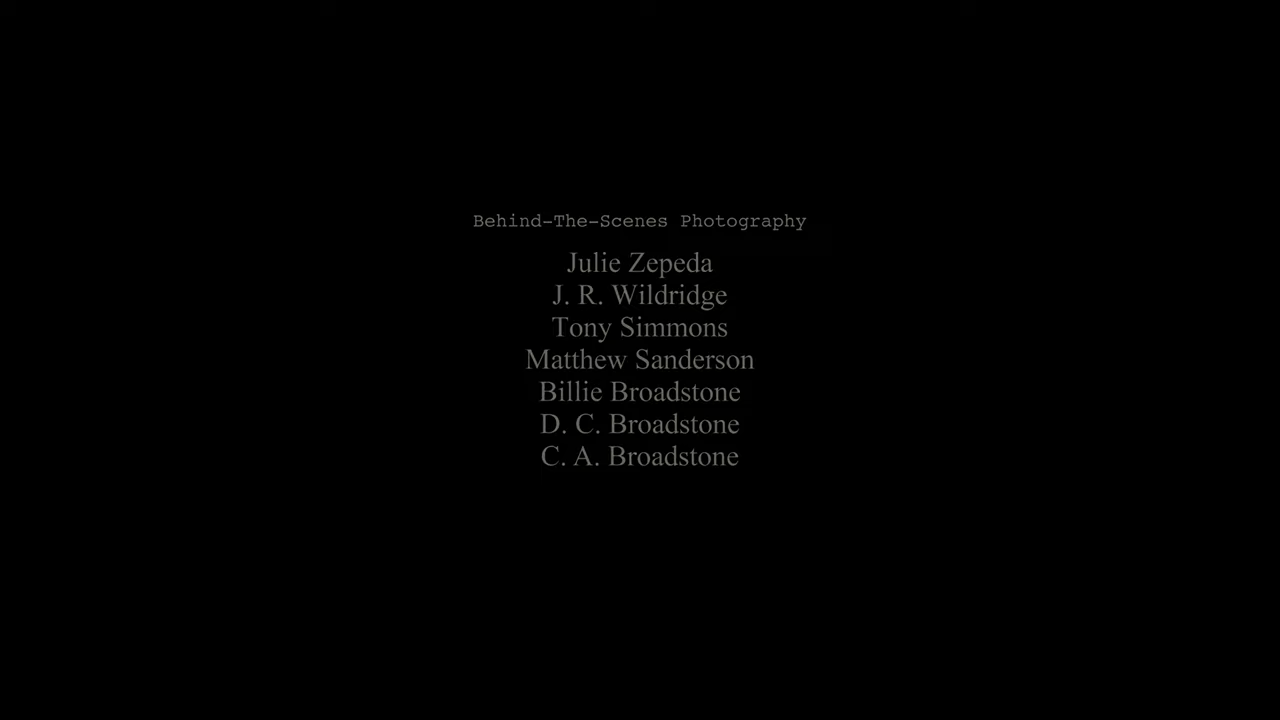 Behind-The-Scenes Photography
Julie Zepeda
J. R. Wildridge
Tony Simmons
Matthew Sanderson
Billie Broadstone
D. C. Broadstone
C. A. Broadstone